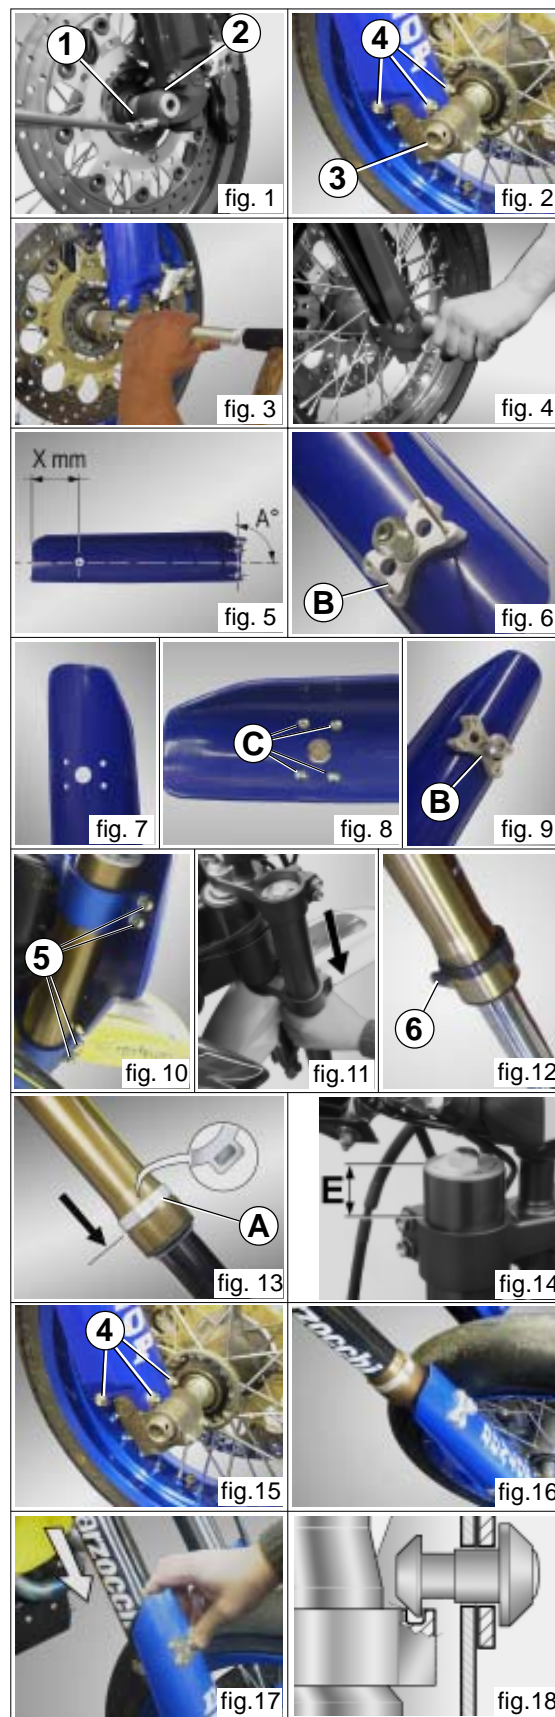 1
2
fig. 1
4
3
fig. 2
fig. 3
fig. 4
X mm
A°
fig. 5
B
fig. 6
fig. 7
C
fig. 8
B
fig. 9
5
fig. 10
fig.11
6
fig.12
A
fig. 13
E
fig.14
4
fig.15
rzocchi
fig.16
arzocchi
fig.17
fig.18